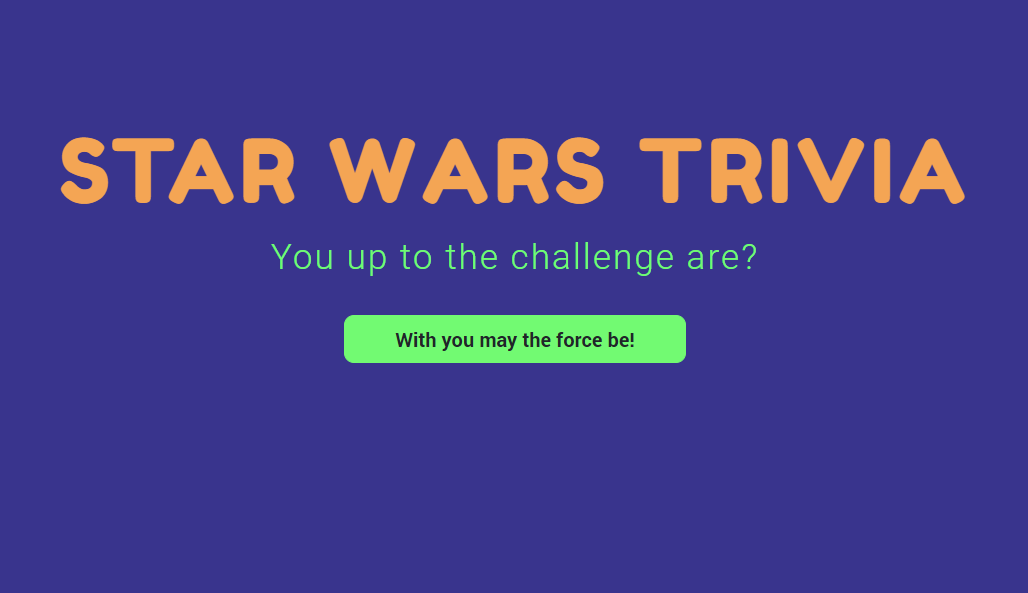 STAR WARS TRIVIA
You up to the challenge are?
With you may the force be!